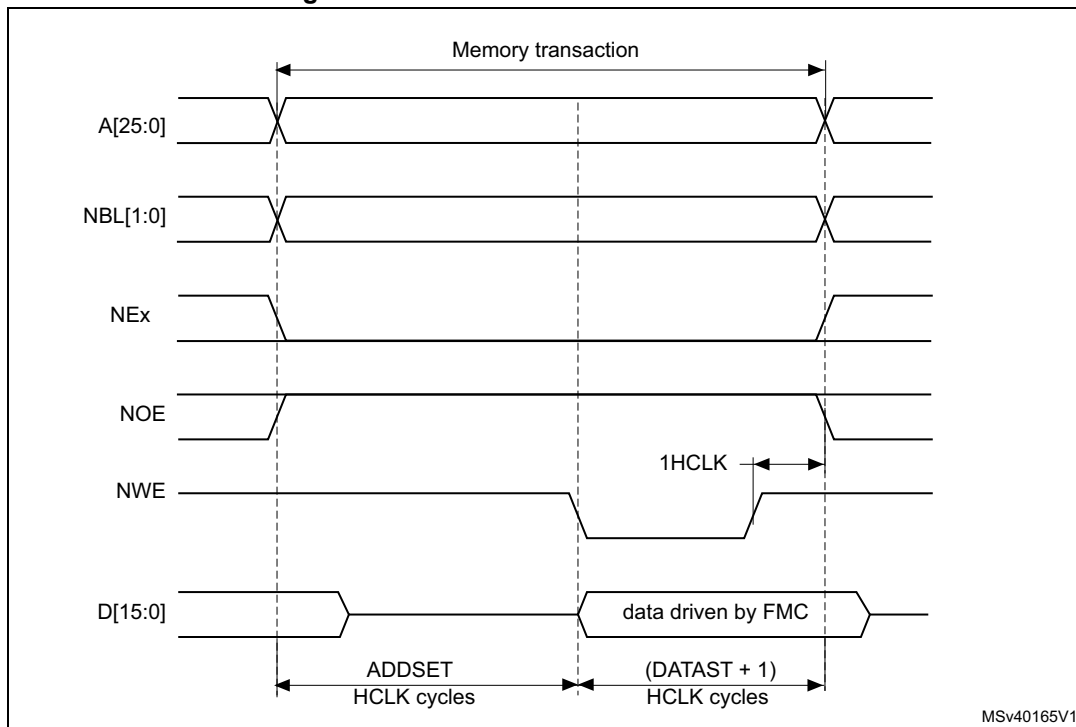 Memory transaction
A[25:0]
NBL[1:0]
NEx
NOE
1HCLK
NWE
D[15:0]
data driven by FMC
ADDSET
HCLK cycles
(DATAST + 1)
HCLK cycles
MSv40165V1